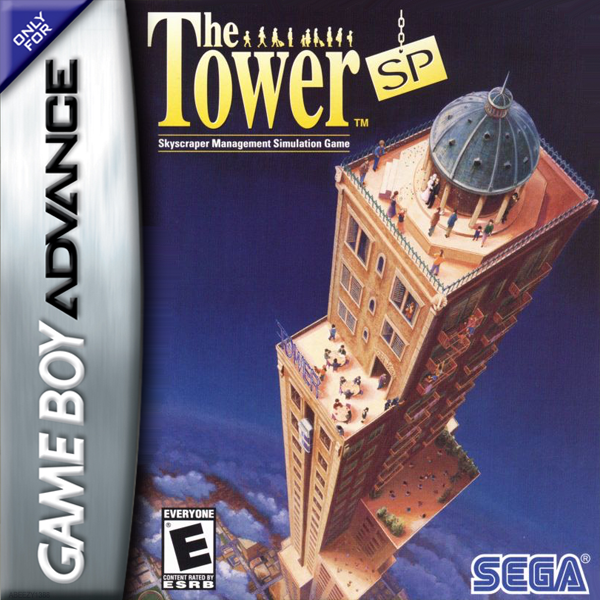 ONLY
FOR
GAME BOY ADVANCE
The
Tower SP
TM
Skyscraper Management Simulation Game
TOWER
EVERYONE
E
CONTENT RATED BY
ESRB
SEGA®